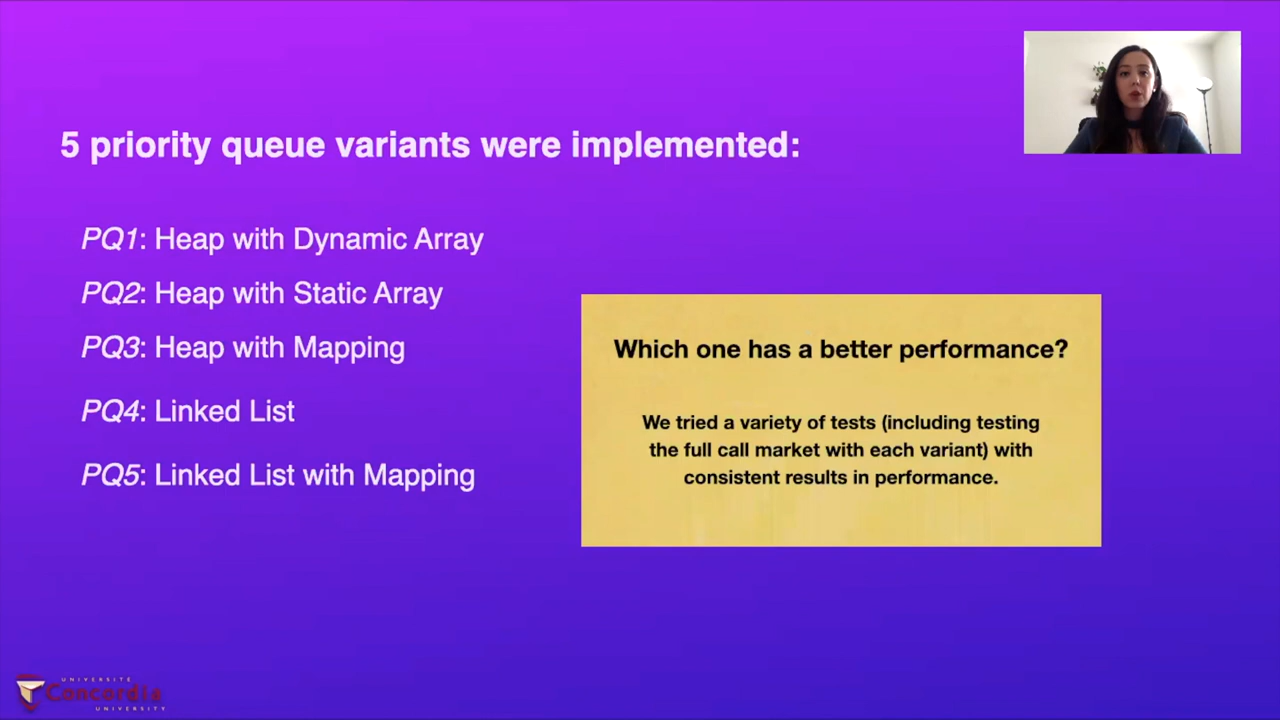 5 priority queue variants were implemented:
PQ1: Heap with Dynamic Array
PQ2: Heap with Static Array
PQ3: Heap with Mapping
PQ4: Linked List
PQ5: Linked List with Mapping
Which one has a better performance?
We tried a variety of tests (including testing
the full call market with each variant) with
consistent results in performance.
UNIVERSITÉ
Concordia
UNIVERSITY